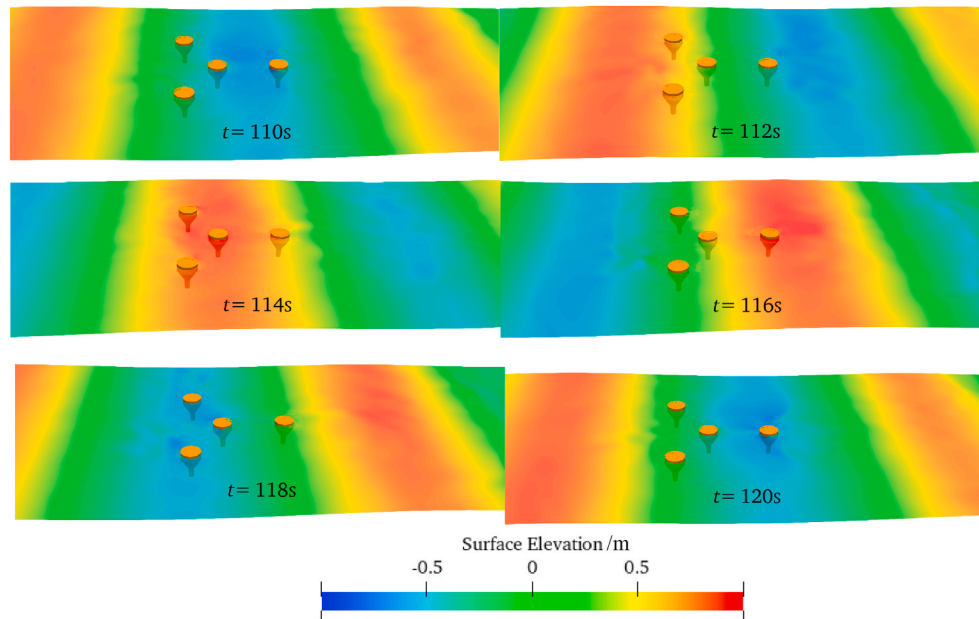 t = 110s
t = 112s
t = 114s
t = 116s
t = 118s
t = 120s
Surface Elevation /m
-0.5 0 0.5